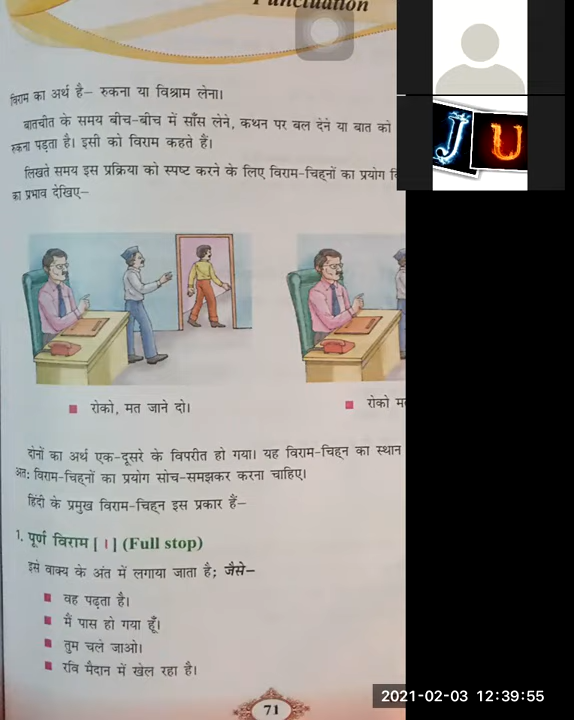 Punctuation
विराम का अर्थ है– रुकना या विश्राम लेना।
बातचीत के समय बीच-बीच में साँस लेने, कथन पर बल देने या बात को
रुकना पड़ता है। इसी को विराम कहते हैं।
लिखते समय इस प्रक्रिया को स्पष्ट करने के लिए विराम-चिह्नों का प्रयोग
का प्रभाव देखिए–
रोको, मत जाने दो।
रोको
दोनों का अर्थ एक-दूसरे के विपरीत हो गया। यह विराम-चिह्न का स्थान
अतः विराम-चिह्नों का प्रयोग सोच-समझकर करना चाहिए।
हिंदी के प्रमुख विराम-चिह्न इस प्रकार हैं–
1. पूर्ण विराम [ । ] (Full stop)
इसे वाक्य के अंत में लगाया जाता है; जैसे–
वह पढ़ता है।
मैं पास हो गया हूँ।
तुम चले जाओ।
रवि मैदान में खेल रहा है।
71
J U
2021-02-03 12:39:55